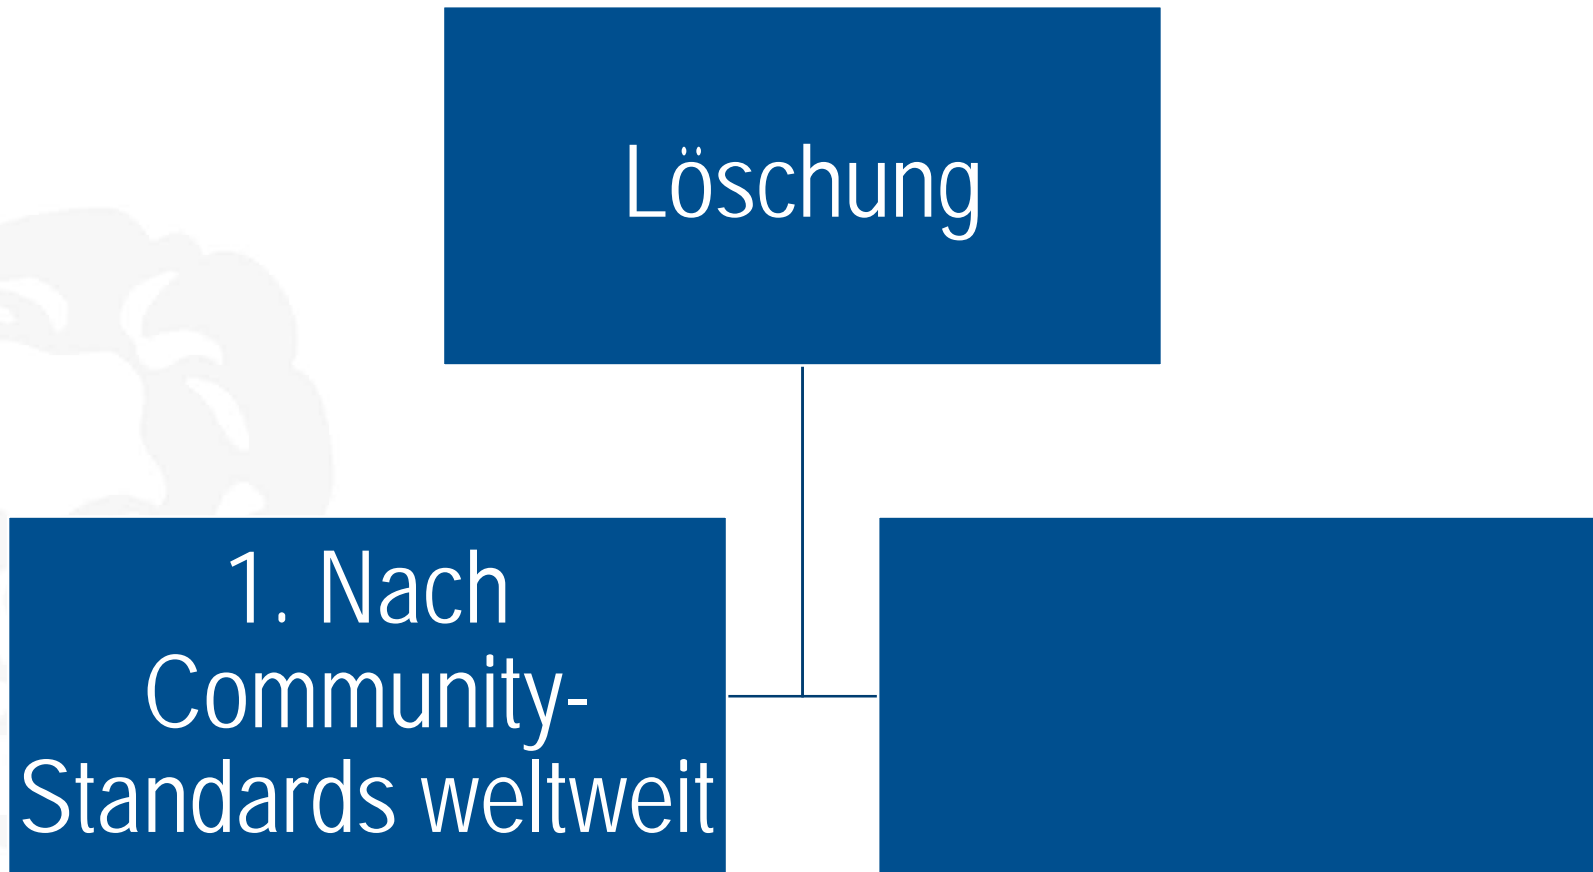 Löschung
1. Nach
Community-
Standards weltweit